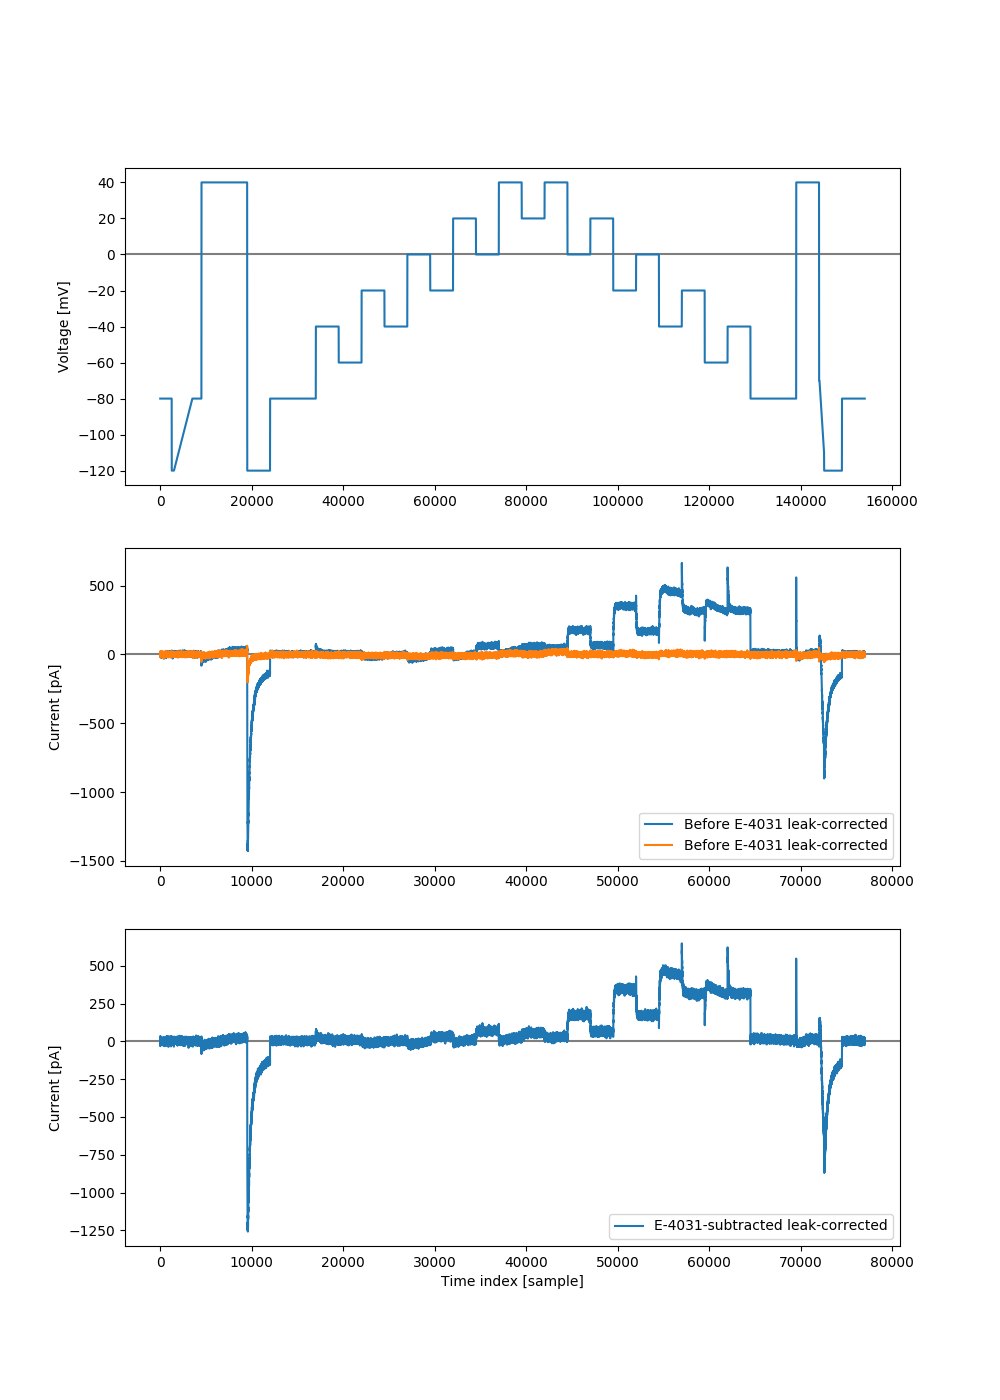 40
20
0
−20
−40
−60
−80
−100
−120
Voltage [mV]
0 20000 40000 60000 80000 100000 120000 140000 160000
500
0
−500
−1000
−1500
Current [pA]
Before E-4031 leak-corrected
Before E-4031 leak-corrected
0 10000 20000 30000 40000 50000 60000 70000 80000
500
250
0
−250
−500
−750
−1000
−1250
Current [pA]
E-4031-subtracted leak-corrected
0 10000 20000 30000 40000 50000 60000 70000 80000
Time index [sample]